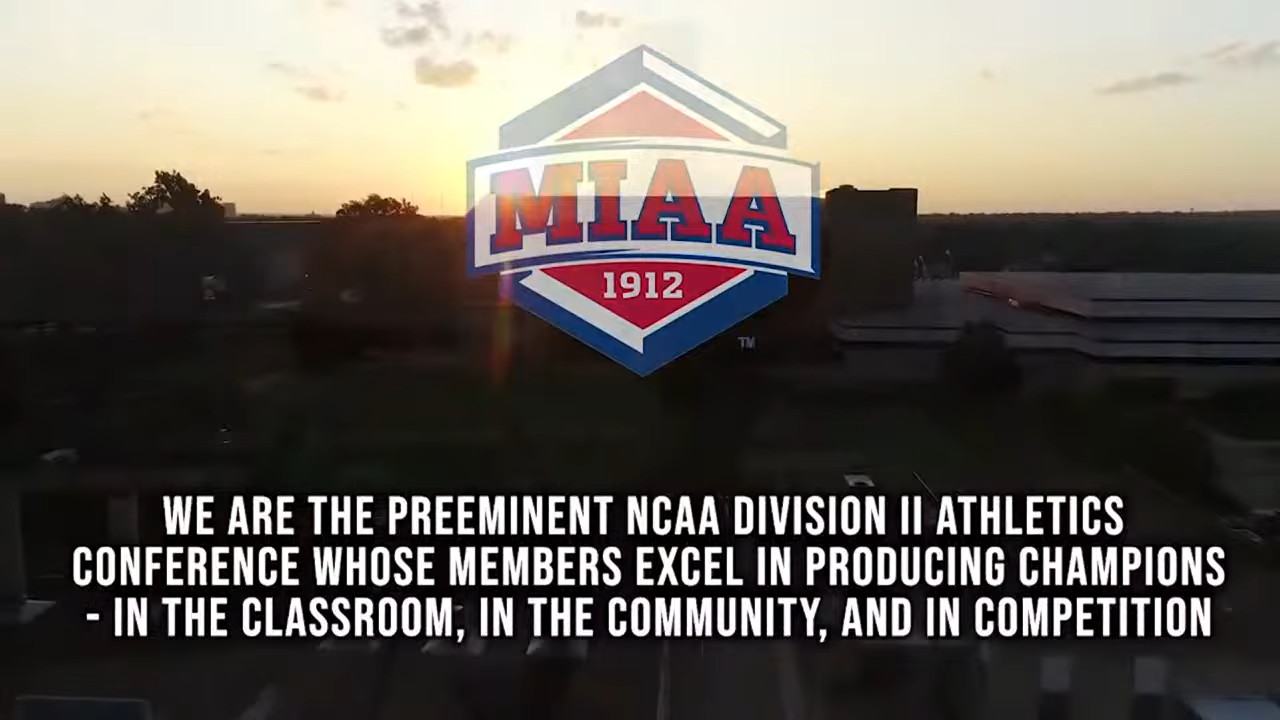 MIAA
1912
TM
WE ARE THE PREEMINENT NCAA DIVISION II ATHLETICS
CONFERENCE WHOSE MEMBERS EXCEL IN PRODUCING CHAMPIONS
- IN THE CLASSROOM, IN THE COMMUNITY, AND IN COMPETITION